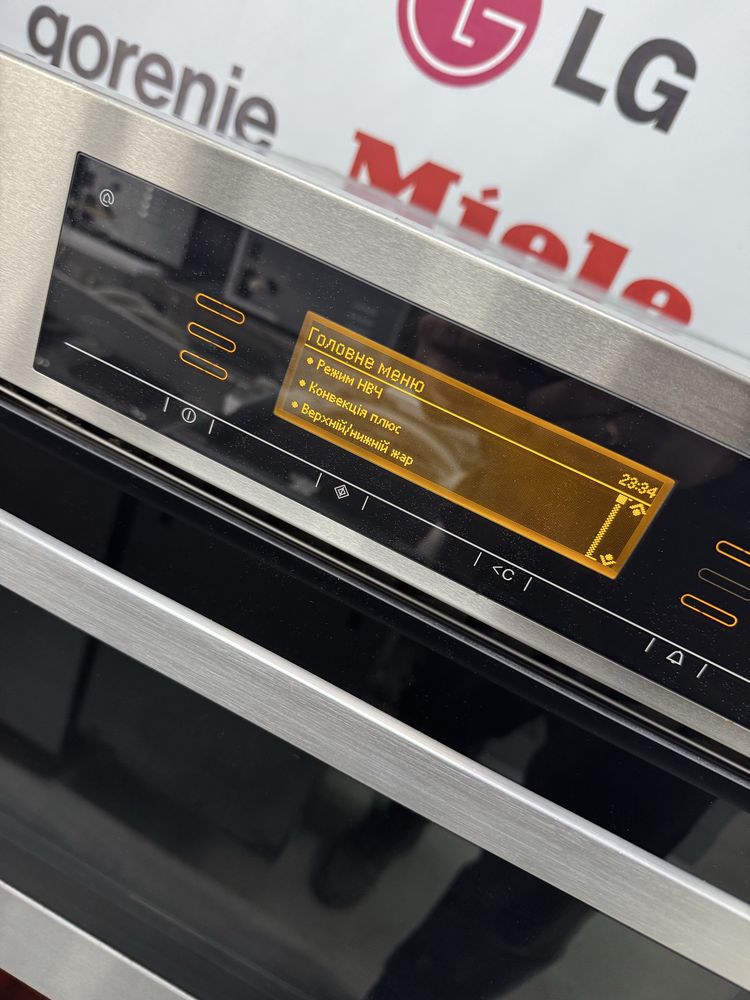 gorenie
LG
Miele
Головне меню
Режим НВЧ
Конвекція плюс
Верхній/нижній жар
23:34
<C